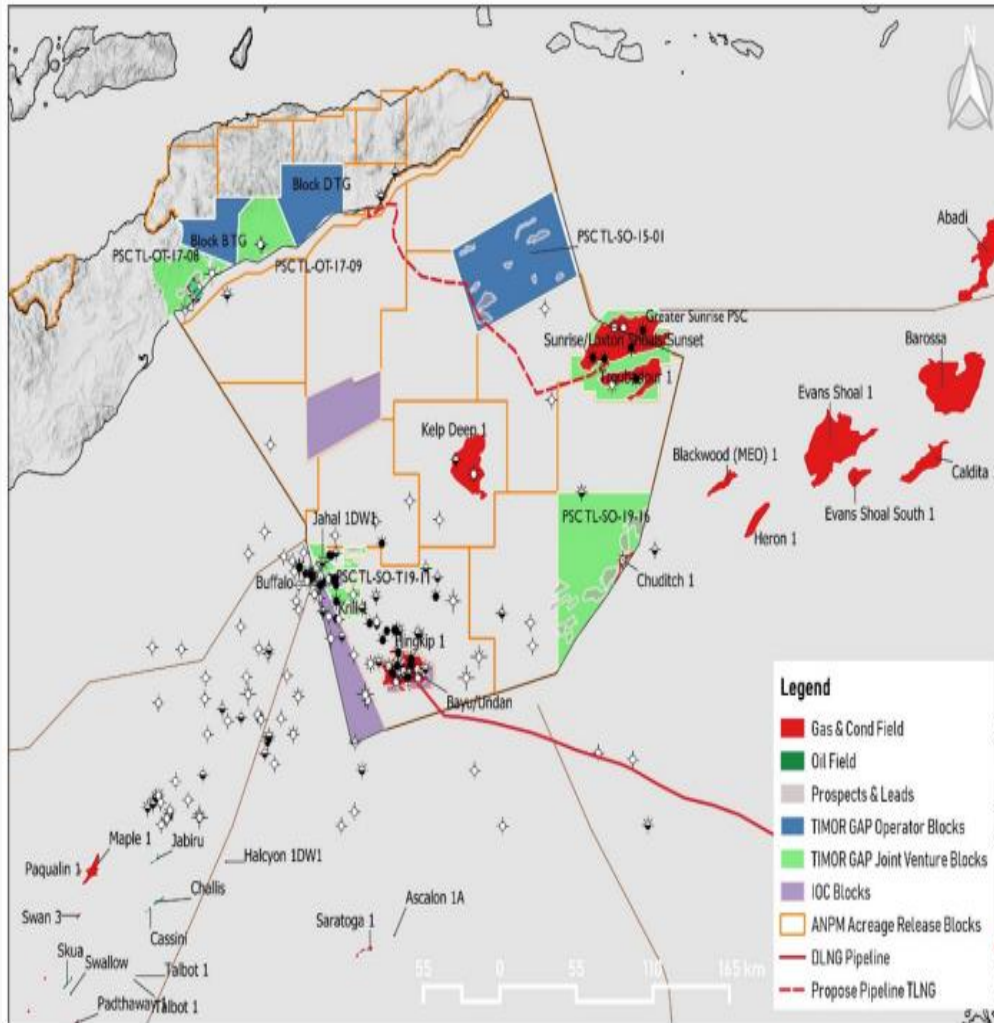 N
Block D TG
Block B TG
PSC TL-OT-17-08
PSC TL-OT-17-09
PSC TL-SO-15-01
Abadi
Greater Sunrise PSC
Sunrise/Loxton Shoals/Sunset
Troubadour 1
Barossa
Evans Shoal 1
Kelp Deep 1
Blackwood (MEO) 1
Caldita
Evans Shoal South 1
Heron 1
PSC TL-SO-19-16
Jahal 1DW1
Chuditch 1
PSC TL-SO-T19-11
Buffalo
Krill 1
Hingkip 1
Bayu/Undan
Legend
Gas & Cond Field
Oil Field
Prospects & Leads
TIMOR GAP Operator Blocks
TIMOR GAP Joint Venture Blocks
IOC Blocks
ANPM Acreage Release Blocks
DLNG Pipeline
Propose Pipeline TLNG
Maple 1
Jabiru
Paqualin 1
Halcyon 1DW1
Challis
Swan 3
Cassini
Ascalon 1A
Saratoga 1
Skua
Swallow
Talbot 1
Talbot 1
Padthaway 1
55 0 55 110 165 km